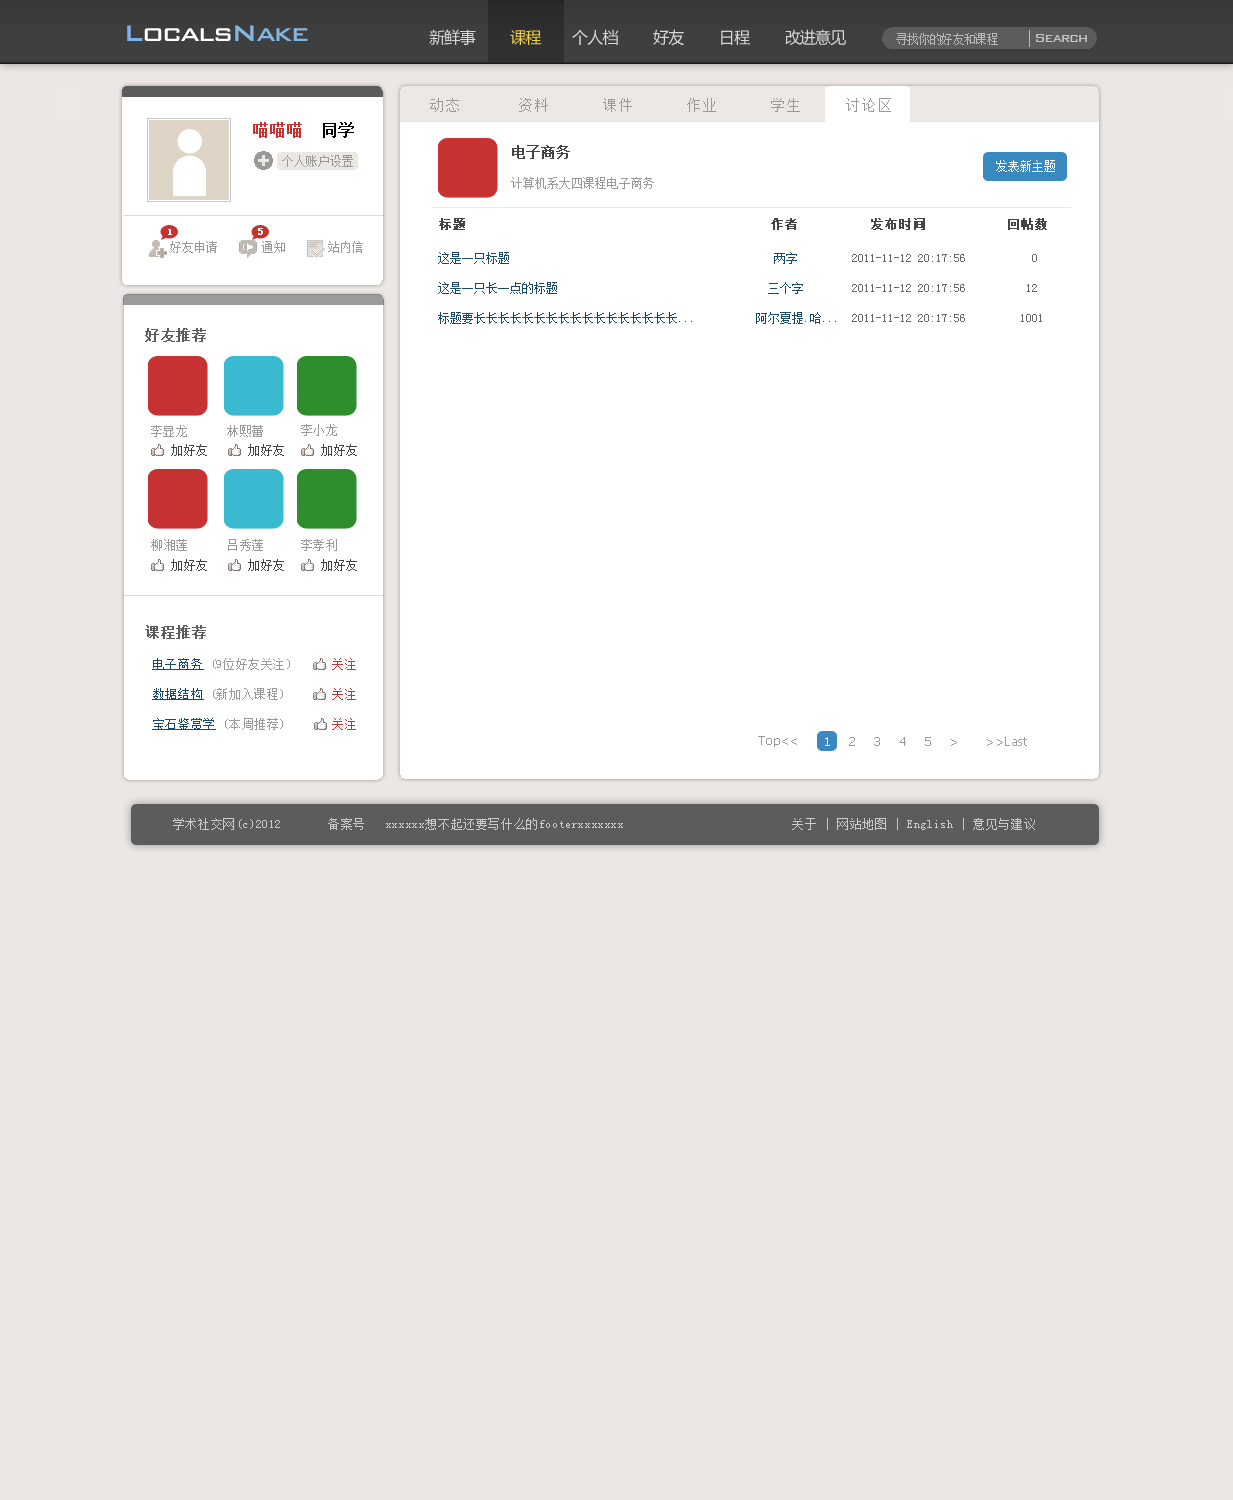 LOCALSNAKE 新鲜事 课程 个人档 好友 日程 改进意见 寻找你的好友和课程 SEARCH
动态 资料 课件 作业 学生 讨论区
喵喵喵 同学
个人账户设置
1 5
好友申请 通知 站内信
好友推荐
李显龙 林熙蕾 李小龙
加好友 加好友 加好友
柳湘莲 吕秀莲 李孝利
加好友 加好友 加好友
课程推荐
电子商务 (9位好友关注) 关注
数据结构 (新加入课程) 关注
宝石鉴赏学 (本周推荐) 关注
电子商务
计算机系大四课程电子商务
发表新主题
标题 作者 发布时间 回帖数
这是一只标题 两字 2011-11-12 20:17:56 0
这是一只长一点的标题 三个字 2011-11-12 20:17:56 12
标题要长长长长长长长长长长长长长长长长长... 阿尔夏提.哈... 2011-11-12 20:17:56 1001
Top<< 1 2 3 4 5 > >>Last
学术社交网(c)2012 备案号 xxxxxx想不起还要写什么的footerxxxxxxx 关于 | 网站地图 | English | 意见与建议